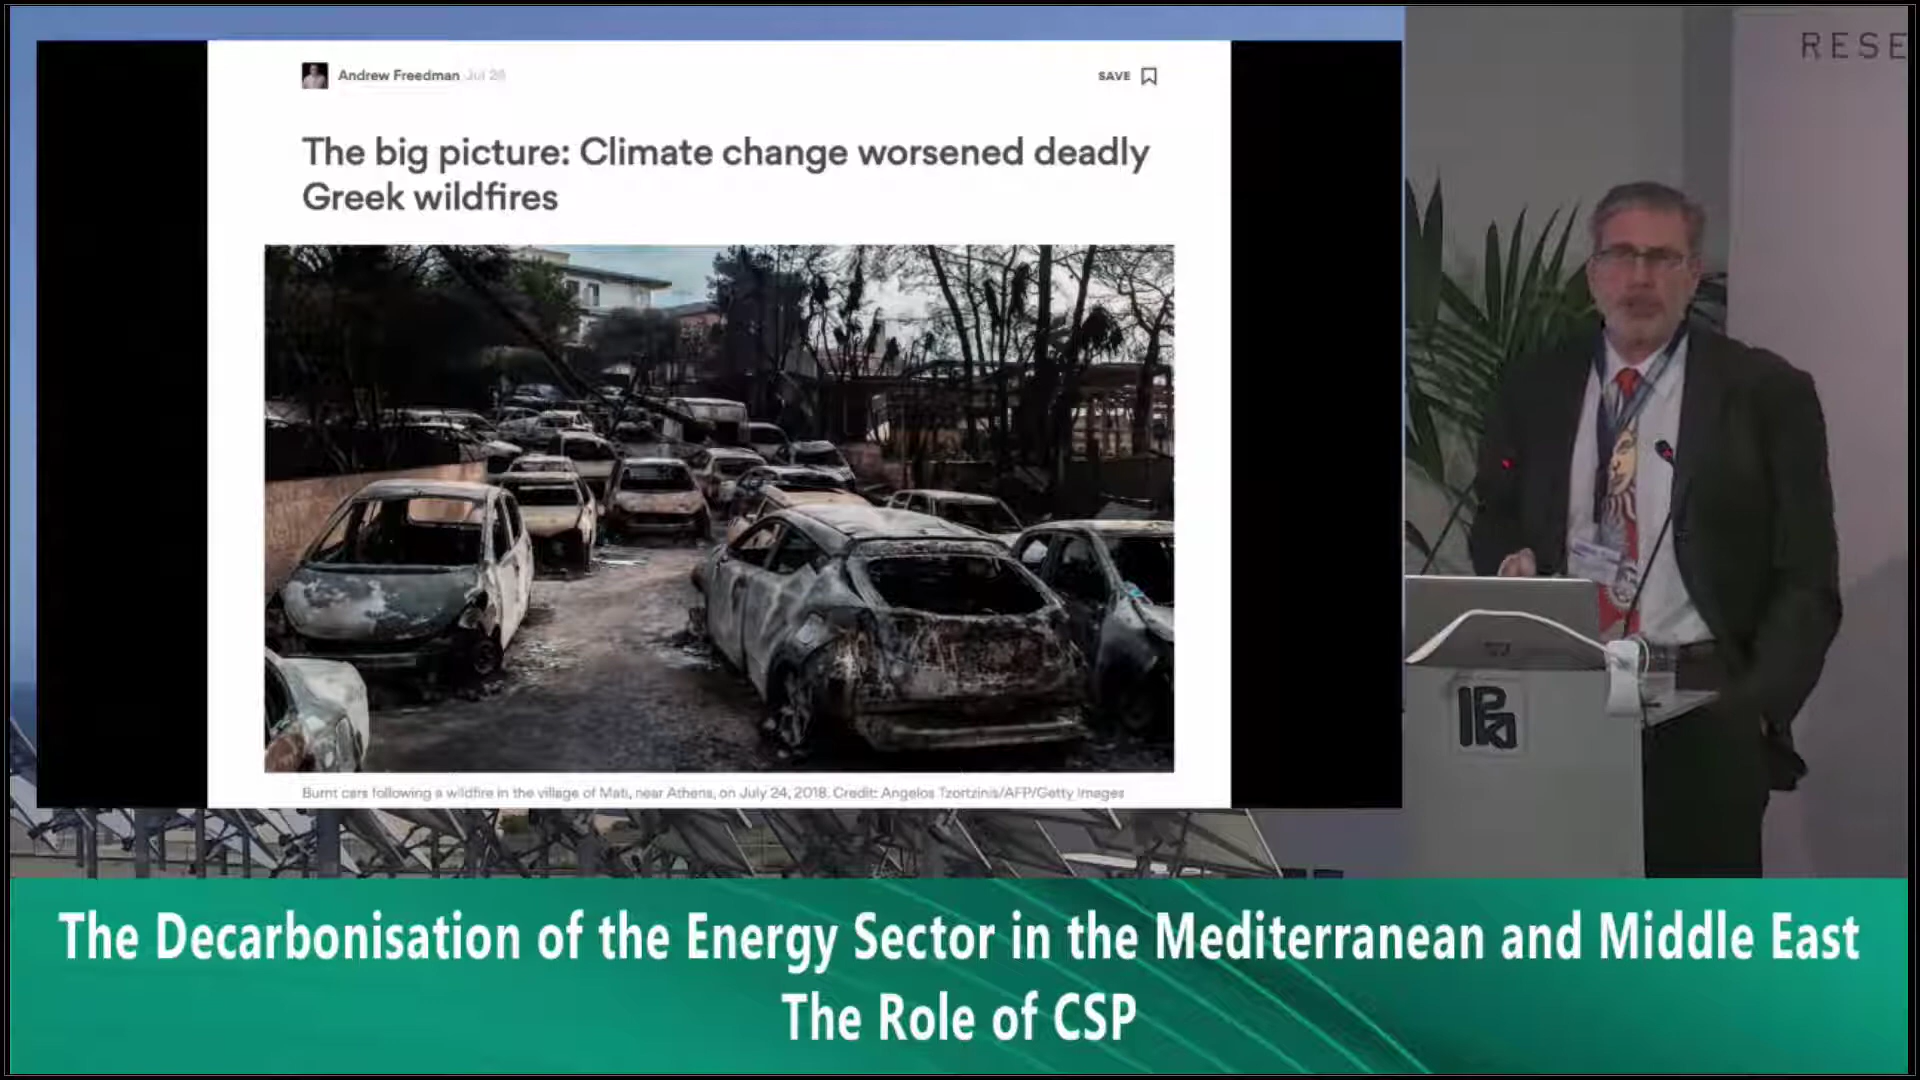 RESE
Andrew Freedman Jul 26
SAVE
The big picture: Climate change worsened deadly
Greek wildfires
Burnt cars following a wildfire in the village of Mati, near Athens, on July 24, 2018. Credit: Angelos Tzortzinis/AFP/Getty Images
The Decarbonisation of the Energy Sector in the Mediterranean and Middle East
The Role of CSP